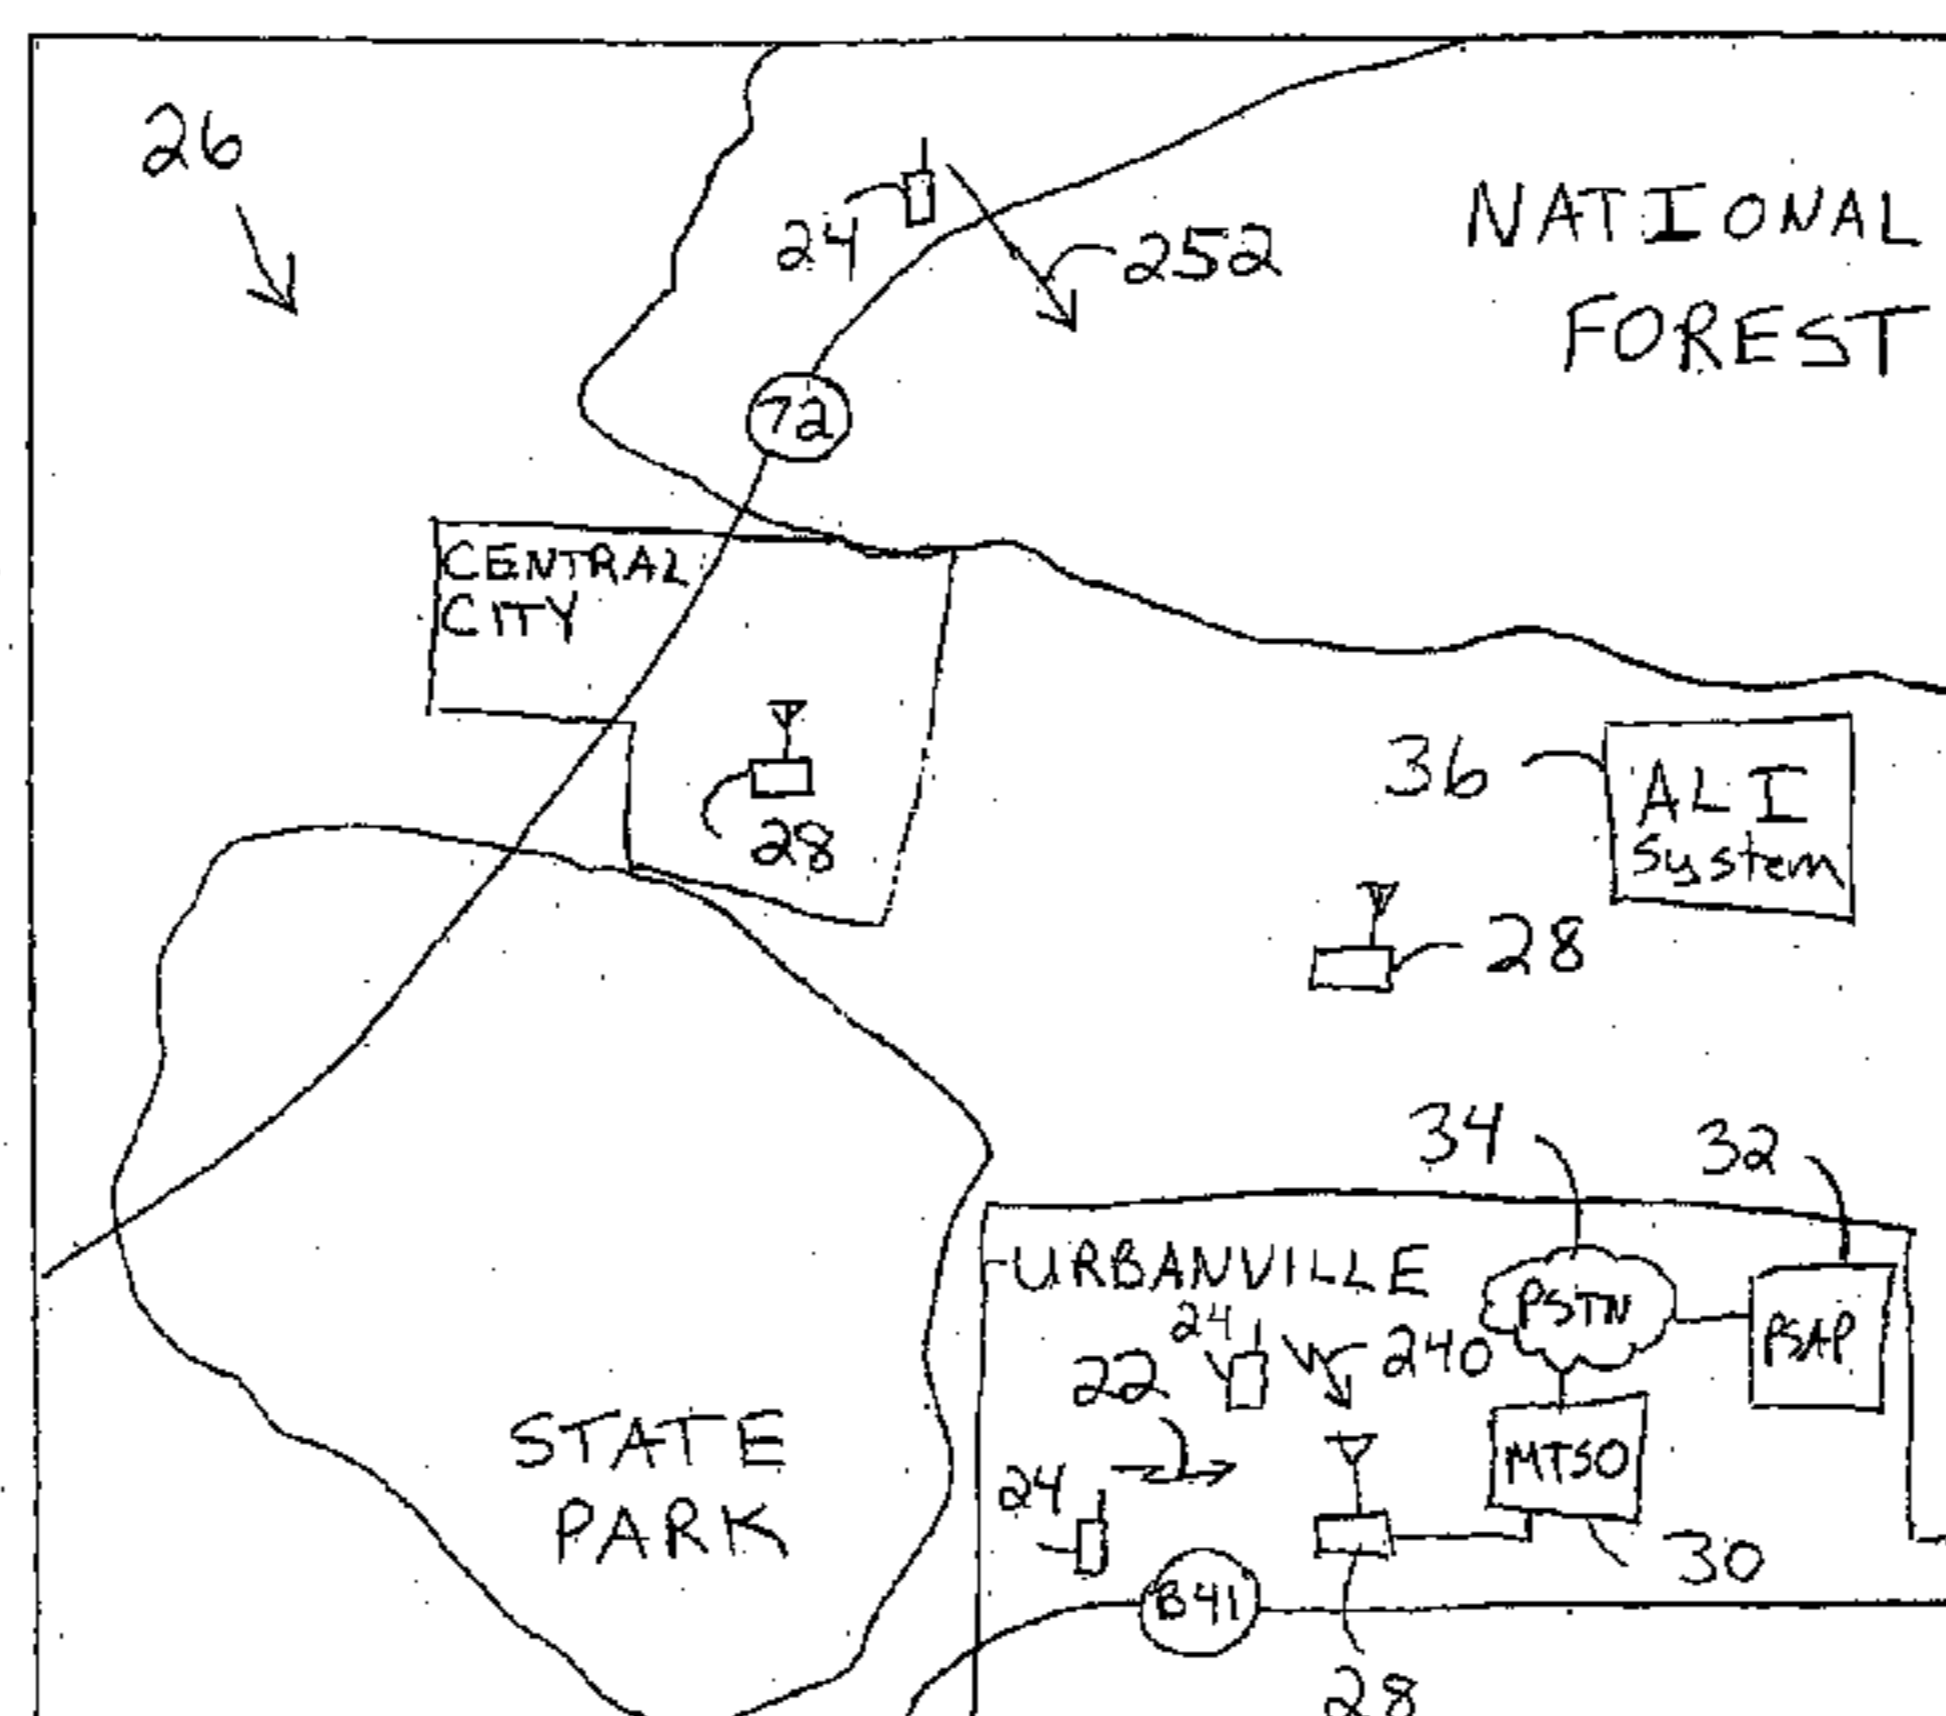 26
24
252
NATIONAL
FOREST
72
CENTRAL
CITY
28
36
ALI
System
28
34
32
URBANVILLE
PSTN
PSAP
24
240
22
MTSO
24
30
B41
28
STATE
PARK